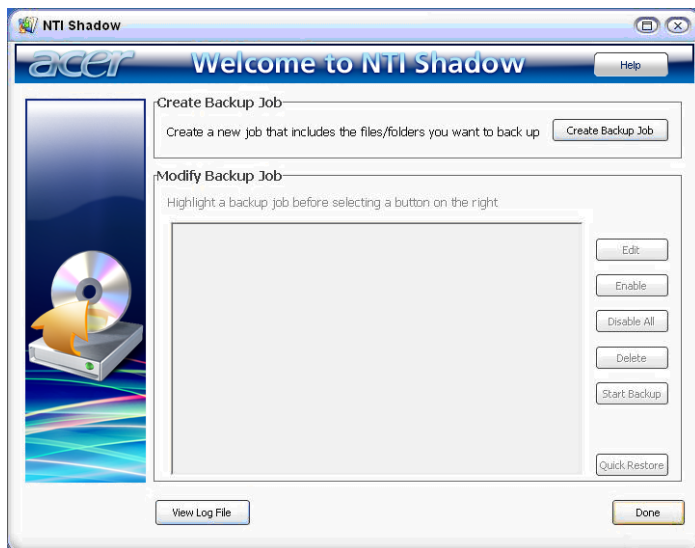 NTI Shadow
acer
Welcome to NTI Shadow
Help
Create Backup Job
Create a new job that includes the files/folders you want to back up
Create Backup Job
Modify Backup Job
Highlight a backup job before selecting a button on the right
Edit
Enable
Disable All
Delete
Start Backup
Quick Restore
View Log File
Done